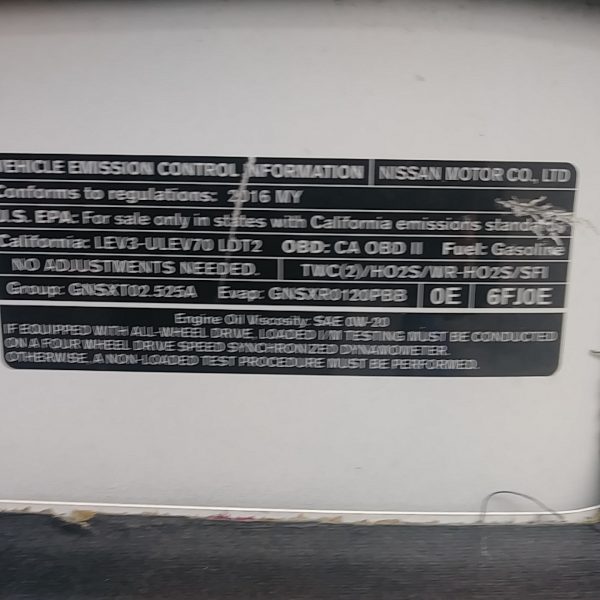 VEHICLE EMISSION CONTROL INFORMATION NISSAN MOTOR CO., LTD
Conforms to regulations: 2016 MY
U.S. EPA: For sale only in states with California emissions standards
California: LEV3-ULEV70 LDT2 OBD: CA OBD II Fuel: Gasoline
NO ADJUSTMENTS NEEDED. TWC(2)/HO2S/WR-HO2S/SFI
Group: GNSXT02.525A Evap: GNSXR0120PBB 0E 6FJ0E
Engine Oil Viscosity: SAE 0W-20
IF EQUIPPED WITH ALL-WHEEL DRIVE, LOADED I/M TESTING MUST BE CONDUCTED
ON A FOUR WHEEL DRIVE SPEED SYNCHRONIZED DYNAMOMETER.
OTHERWISE, A NON-LOADED TEST PROCEDURE MUST BE PERFORMED.